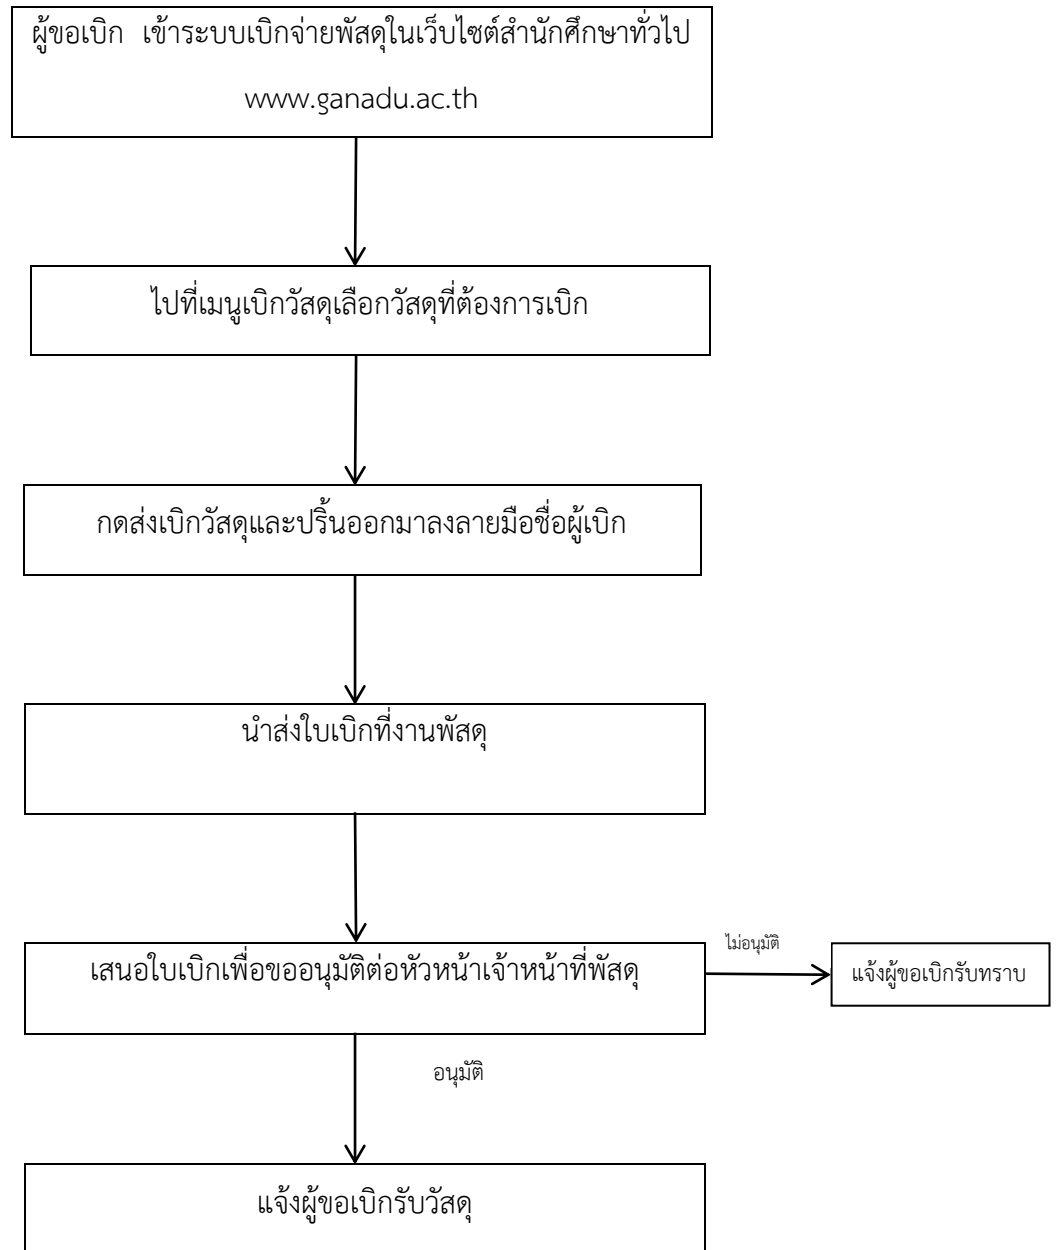 ผู้ขอเบิก เข้าระบบเบิกจ่ายพัสดุในเว็บไซต์สำนักศึกษาทั่วไป
www.ganadu.ac.th
ไปที่เมนูเบิกวัสดุเลือกวัสดุที่ต้องการเบิก
กดส่งเบิกวัสดุและปริ้นออกมาลงลายมือชื่อผู้เบิก
นำส่งใบเบิกที่งานพัสดุ
เสนอใบเบิกเพื่อขออนุมัติต่อหัวหน้าเจ้าหน้าที่พัสดุ
ไม่อนุมัติ
แจ้งผู้ขอเบิกรับทราบ
อนุมัติ
แจ้งผู้ขอเบิกรับวัสดุ